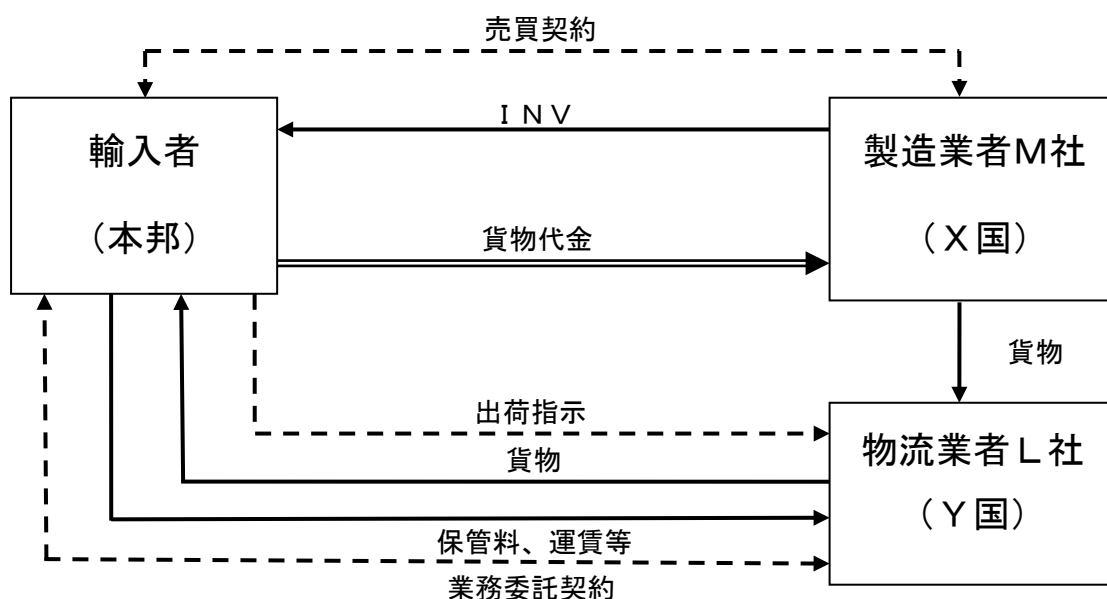 売買契約
INV
輸入者
(本邦)
製造業者M社
(X国)
貨物代金
貨物
出荷指示
貨物
物流業者L社
(Y国)
保管料、運賃等
業務委託契約